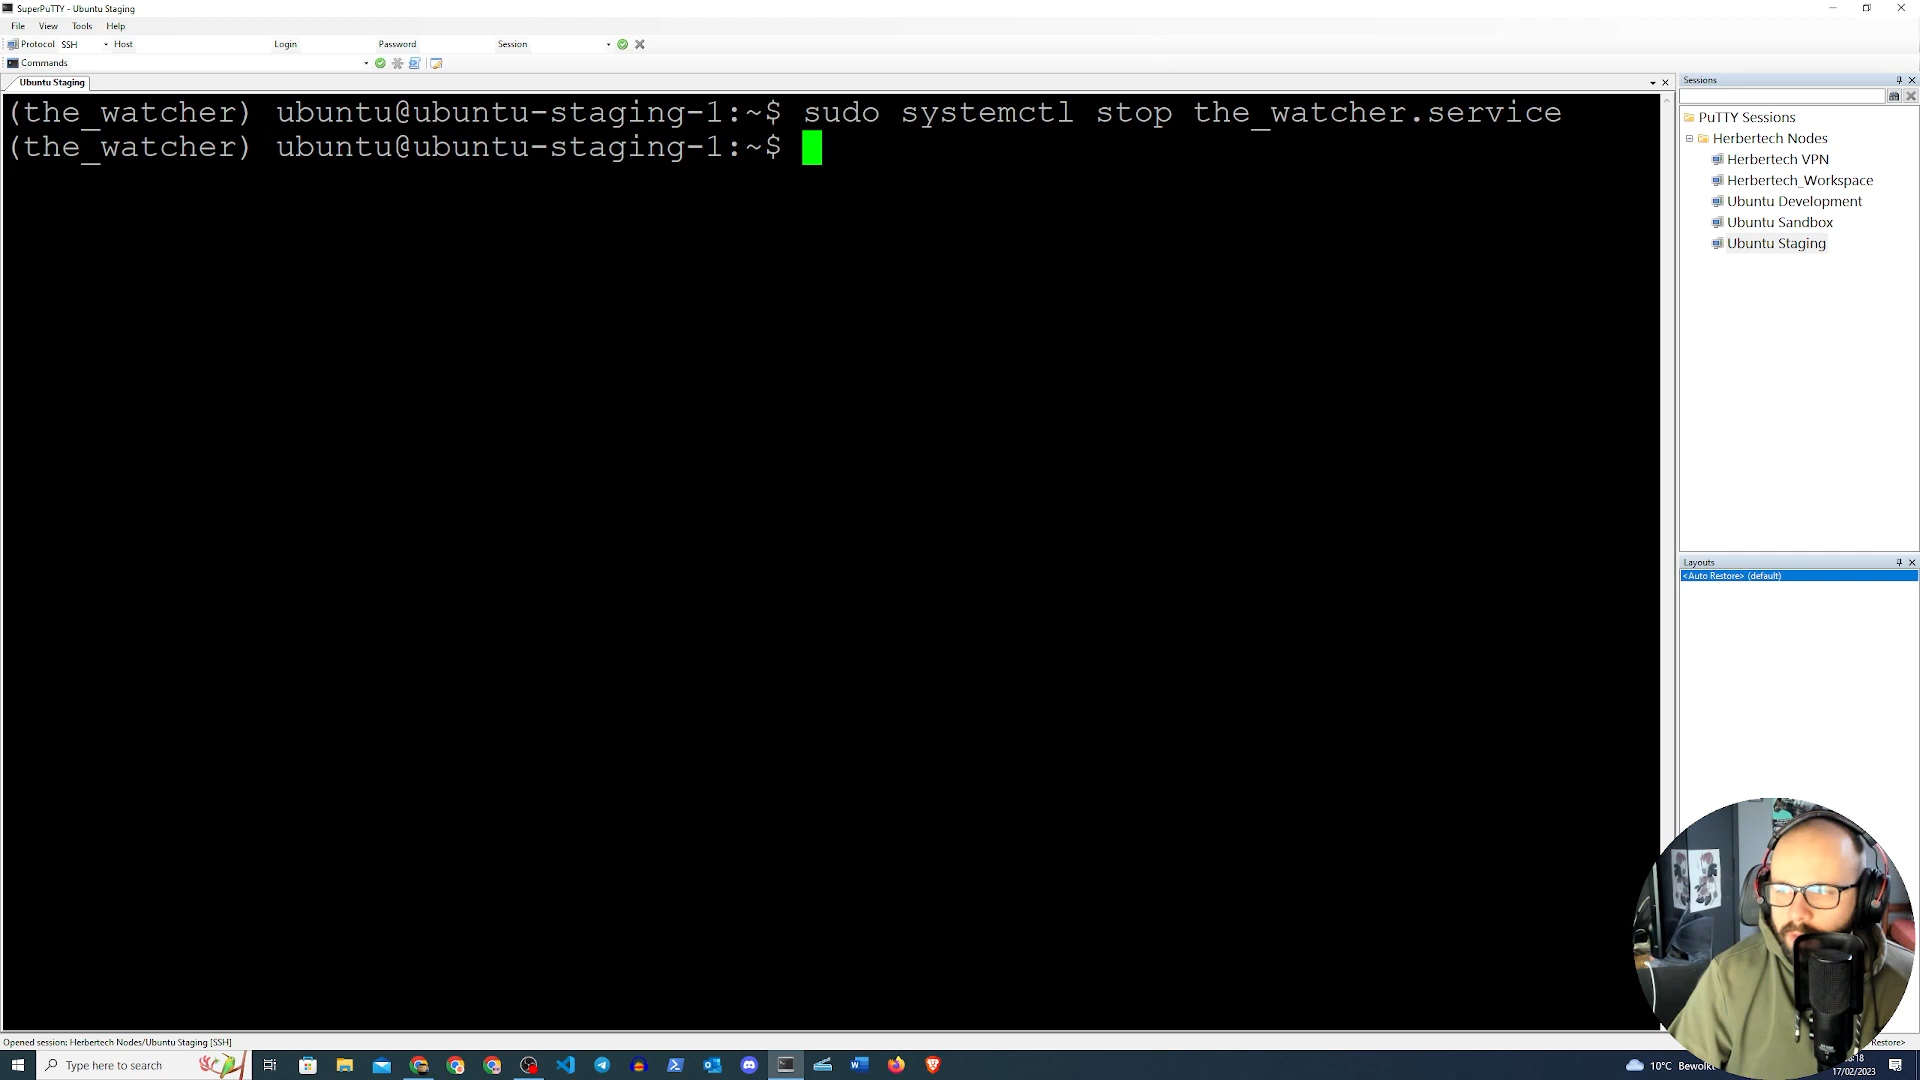 SuperPuTTY - Ubuntu Staging
File View Tools Help
Protocol SSH Host Login Password Session
Commands
Ubuntu Staging
(the_watcher) ubuntu@ubuntu-staging-1:~$ sudo systemctl stop the_watcher.service
(the_watcher) ubuntu@ubuntu-staging-1:~$
Sessions
PuTTY Sessions
Herbertech Nodes
Herbertech VPN
Herbertech_Workspace
Ubuntu Development
Ubuntu Sandbox
Ubuntu Staging
Layouts
<Auto Restore> (default)
Opened session: Herbertech Nodes/Ubuntu Staging [SSH]
Restore>
Type here to search
10°C
17/02/2023